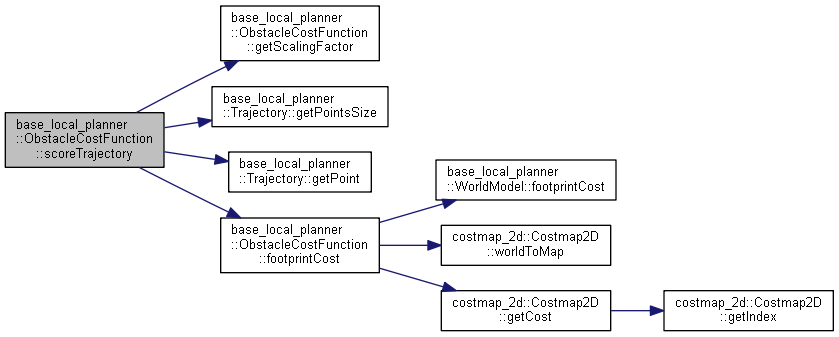 base_local_planner
::ObstacleCostFunction
::scoreTrajectory
base_local_planner
::ObstacleCostFunction
::getScalingFactor
base_local_planner
::Trajectory::getPointsSize
base_local_planner
::Trajectory::getPoint
base_local_planner
::ObstacleCostFunction
::footprintCost
base_local_planner
::WorldModel::footprintCost
costmap_2d::Costmap2D
::worldToMap
costmap_2d::Costmap2D
::getCost
costmap_2d::Costmap2D
::getIndex